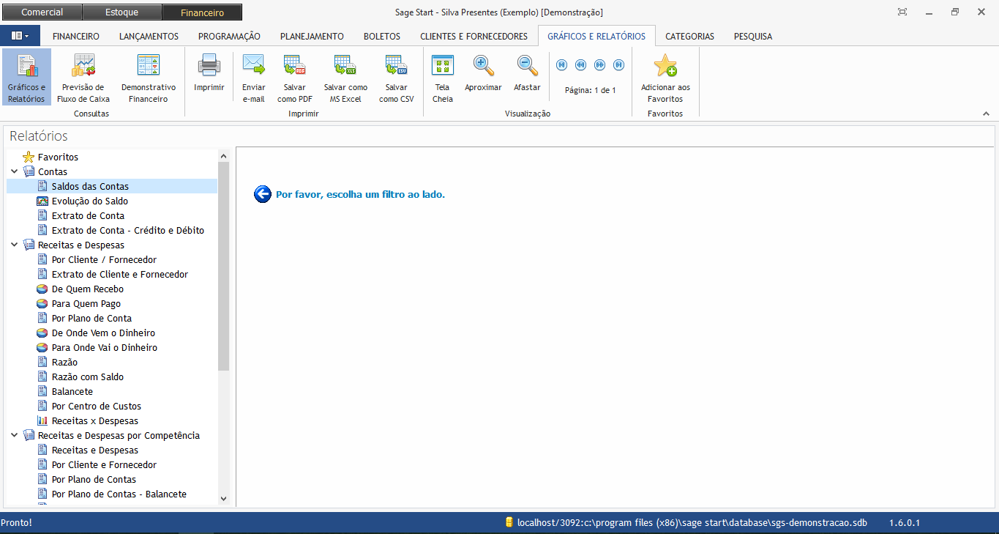 Comercial Estoque Financeiro Sage Start - Silva Presentes (Exemplo) [Demonstração]
FINANCEIRO LANÇAMENTOS PROGRAMAÇÃO PLANEJAMENTO BOLETOS CLIENTES E FORNECEDORES GRÁFICOS E RELATÓRIOS CATEGORIAS PESQUISA
Gráficos e Relatórios
Previsão de Fluxo de Caixa
Demonstrativo Financeiro
Consultas
Imprimir
Enviar e-mail
Salvar como PDF
Salvar como MS Excel
Salvar como CSV
Imprimir
Tela Cheia
Aproximar
Afastar
Página: 1 de 1
Visualização
Adicionar aos Favoritos
Favoritos
Relatórios
Favoritos
Contas
Saldos das Contas
Evolução do Saldo
Extrato de Conta
Extrato de Conta - Crédito e Débito
Receitas e Despesas
Por Cliente / Fornecedor
Extrato de Cliente e Fornecedor
De Quem Recebo
Para Quem Pago
Por Plano de Conta
De Onde Vem o Dinheiro
Para Onde Vai o Dinheiro
Razão
Razão com Saldo
Balancete
Por Centro de Custos
Receitas x Despesas
Receitas e Despesas por Competência
Receitas e Despesas
Por Cliente e Fornecedor
Por Plano de Contas
Por Plano de Contas - Balancete
Por favor, escolha um filtro ao lado.
Pronto! localhost/3092:c:\program files (x86)\sage start\database\sgs-demonstracao.sdb 1.6.0.1